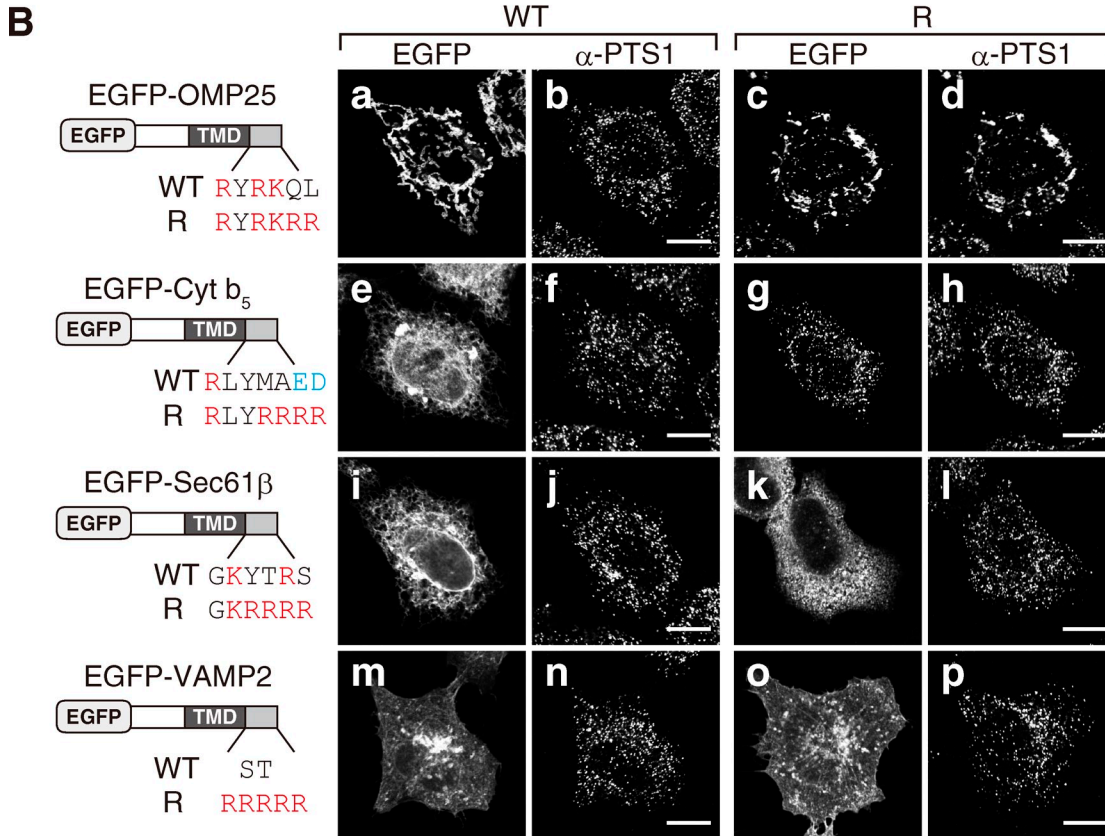 B
WT R
EGFP α-PTS1 EGFP α-PTS1
EGFP-OMP25
EGFP TMD
WT RYRKQL
R RYRKRR
a b c d
EGFP-Cyt b5
EGFP TMD
WT RLYMAED
R RLYRRRR
e f g h
EGFP-Sec61β
EGFP TMD
WT GKYTRS
R GKRRRR
i j k l
EGFP-VAMP2
EGFP TMD
WT ST
R RRRRR
m n o p